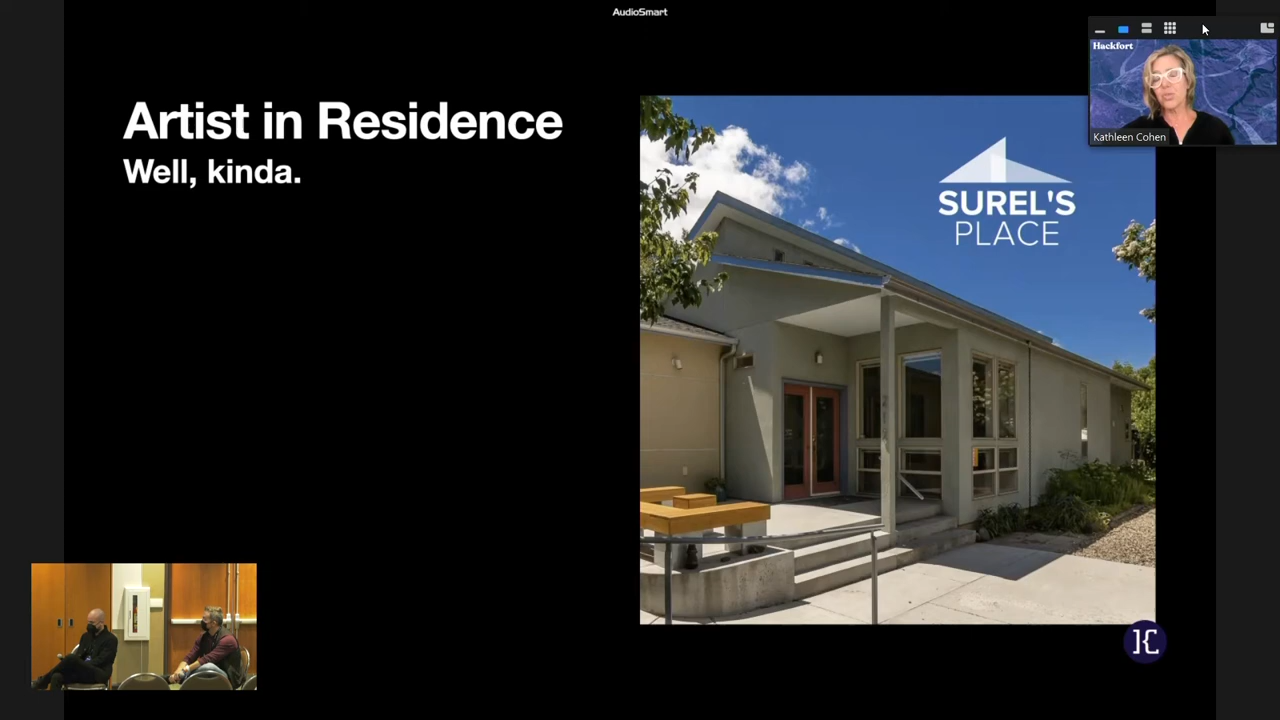 AudioSmart
Hackfort
Kathleen Cohen
Artist in Residence
Well, kinda.
SUREL'S
PLACE